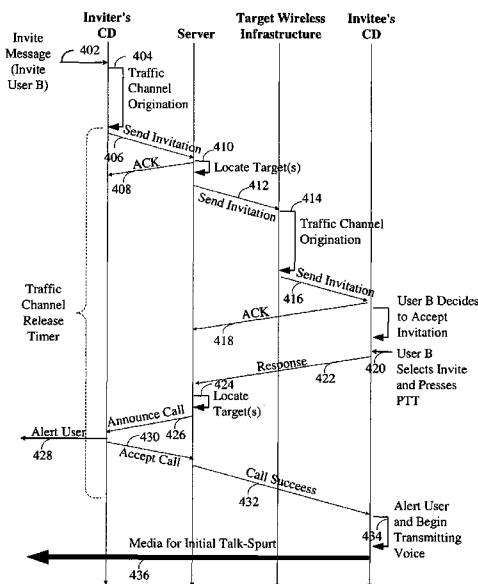 Inviter's
CD
Server
Target Wireless
Infrastructure
Invitee's
CD
Invite
Message
(Invite
User B)
402
404
Traffic
Channel
Origination
Send Invitation
406
410
Locate Target(s)
ACK
408
412
Send Invitation
414
Traffic Channel
Origination
Send Invitation
416
User B Decides
to Accept
Invitation
ACK
418
Traffic
Channel
Release
Timer
420
User B
Selects Invite
and Presses
PTT
Response
422
424
Locate
Target(s)
Announce Call
426
Alert User
428
430
Accept Call
Call Succeess
432
Alert User
and Begin
Transmitting
Voice
434
Media for Initial Talk-Spurt
436